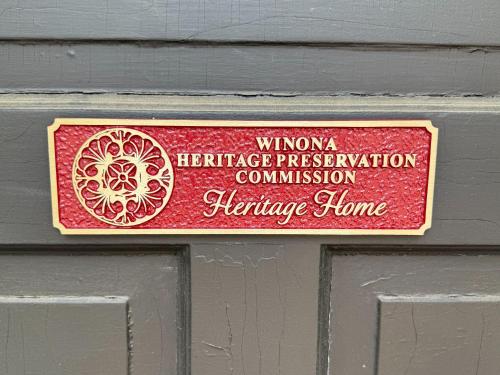 WINONA
HERITAGE PRESERVATION
COMMISSION
Heritage Home